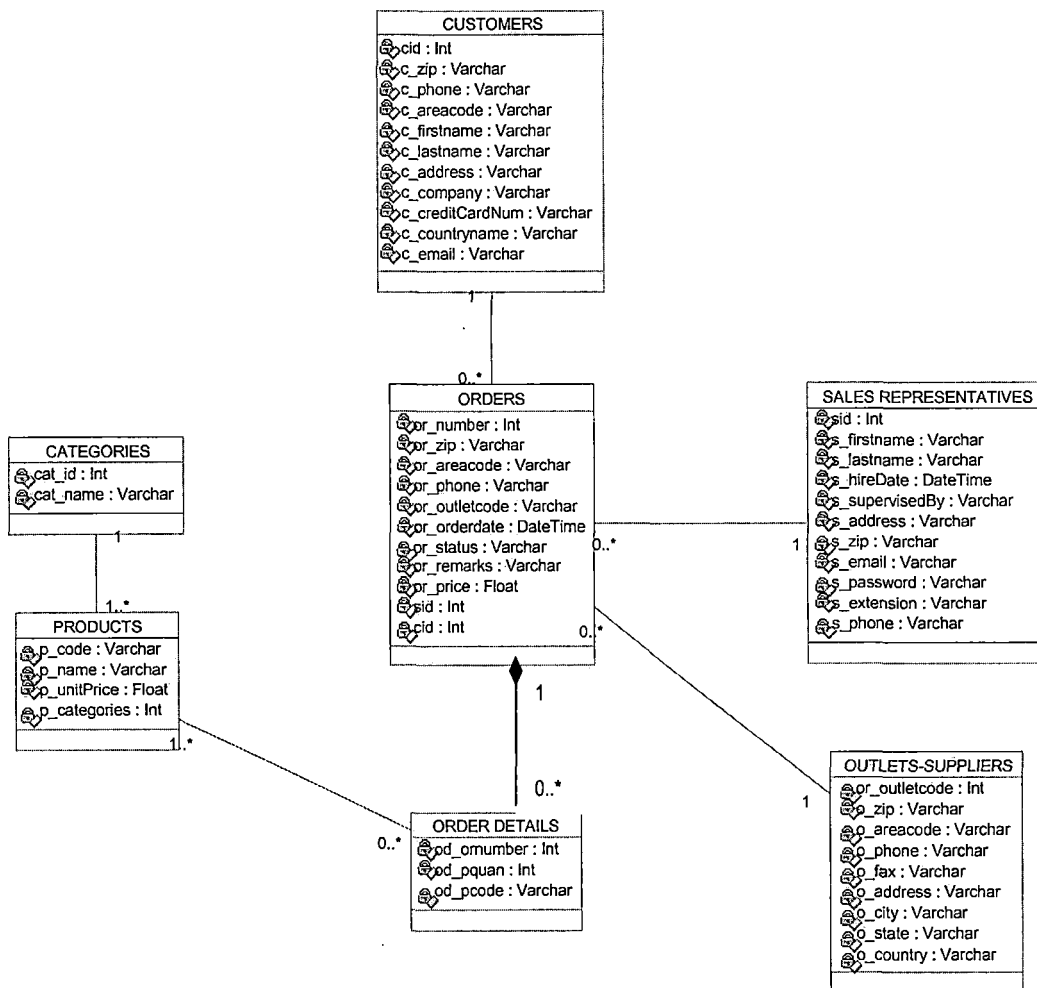 CUSTOMERS
cid : Int
c_zip : Varchar
c_phone : Varchar
c_areacode : Varchar
c_firstname : Varchar
c_lastname : Varchar
c_address : Varchar
c_company : Varchar
c_creditCardNum : Varchar
c_countryname : Varchar
c_email : Varchar
1
0..*
ORDERS
or_number : Int
or_zip : Varchar
or_areacode : Varchar
or_phone : Varchar
or_outletcode : Varchar
or_orderdate : DateTime
or_status : Varchar
or_remarks : Varchar
or_price : Float
sid : Int
cid : Int
0..*
1
SALES REPRESENTATIVES
sid : Int
s_firstname : Varchar
s_lastname : Varchar
s_hireDate : DateTime
s_supervisedBy : Varchar
s_address : Varchar
s_zip : Varchar
s_email : Varchar
s_password : Varchar
s_extension : Varchar
s_phone : Varchar
CATEGORIES
cat_id : Int
cat_name : Varchar
1
1..*
PRODUCTS
p_code : Varchar
p_name : Varchar
p_unitPrice : Float
p_categories : Int
1..*
0..*
1
0..*
ORDER DETAILS
od_ornumber : Int
od_pquan : Int
od_pcode : Varchar
0..*
1
OUTLETS-SUPPLIERS
or_outletcode : Int
o_zip : Varchar
o_areacode : Varchar
o_phone : Varchar
o_fax : Varchar
o_address : Varchar
o_city : Varchar
o_state : Varchar
o_country : Varchar